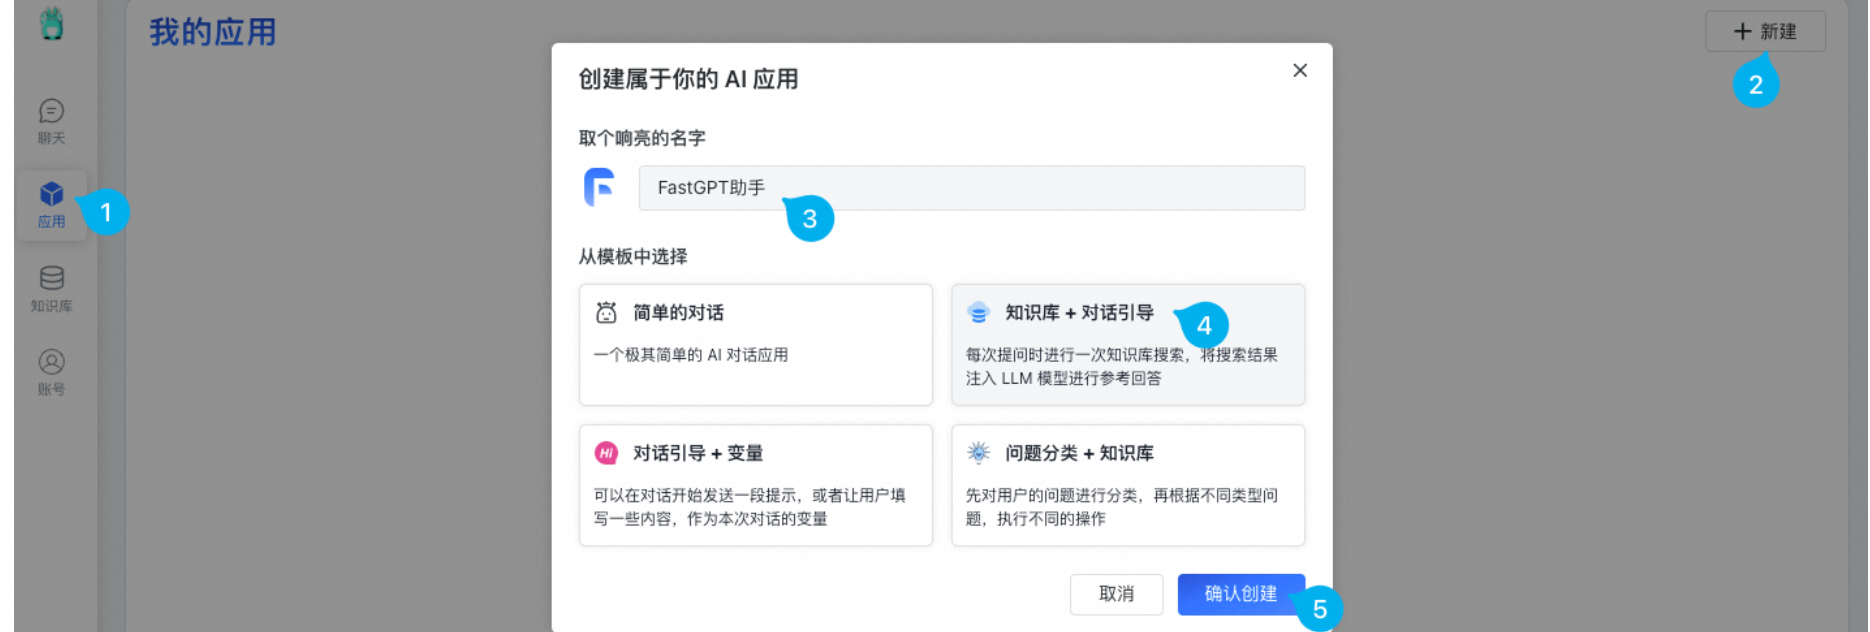 我的应用
新建
2
聊天
应用
1
知识库
账号
创建属于你的 AI 应用
取个响亮的名字
FastGPT助手
3
从模板中选择
简单的对话
一个极其简单的 AI 对话应用
知识库 + 对话引导
4
每次提问时进行一次知识库搜索，将搜索结果
注入 LLM 模型进行参考回答
Hi
对话引导 + 变量
可以在对话开始发送一段提示，或者让用户填
写一些内容，作为本次对话的变量
问题分类 + 知识库
先对用户的问题进行分类，再根据不同类型问
题，执行不同的操作
取消
确认创建
5